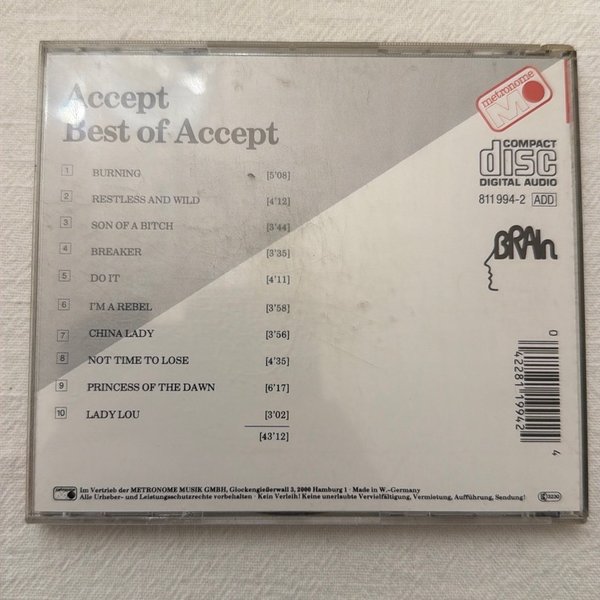 Accept
Best of Accept
metronome
M
COMPACT
disc
DIGITAL AUDIO
811 994-2 ADD
BRAIN
1 BURNING [5'08]
2 RESTLESS AND WILD [4'12]
3 SON OF A BITCH [3'44]
4 BREAKER [3'35]
5 DO IT [4'11]
6 I'M A REBEL [3'58]
7 CHINA LADY [3'56]
8 NOT TIME TO LOSE [4'35]
9 PRINCESS OF THE DAWN [6'17]
10 LADY LOU [3'02]
[43'12]
0 42281 19942 4
Im Vertrieb der METRONOME MUSIK GMBH, Glockengießerwall 3, 2000 Hamburg 1 · Made in W.-Germany
Alle Urheber- und Leistungsschutzrechte vorbehalten · Kein Verleih! Keine unerlaubte Vervielfältigung, Vermietung, Aufführung, Sendung!